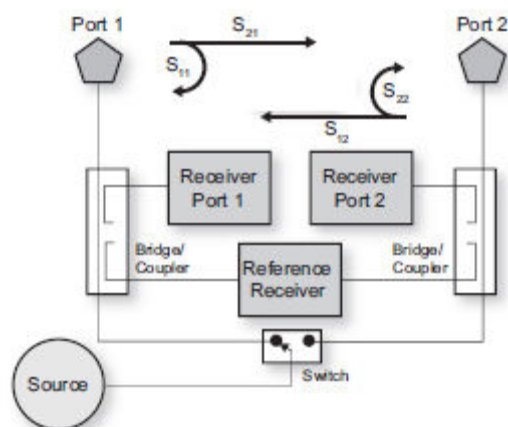 Port 1
Port 2
S21
S11
S22
S12
Receiver
Port 1
Receiver
Port 2
Bridge/
Coupler
Reference
Receiver
Bridge/
Coupler
Source
Switch